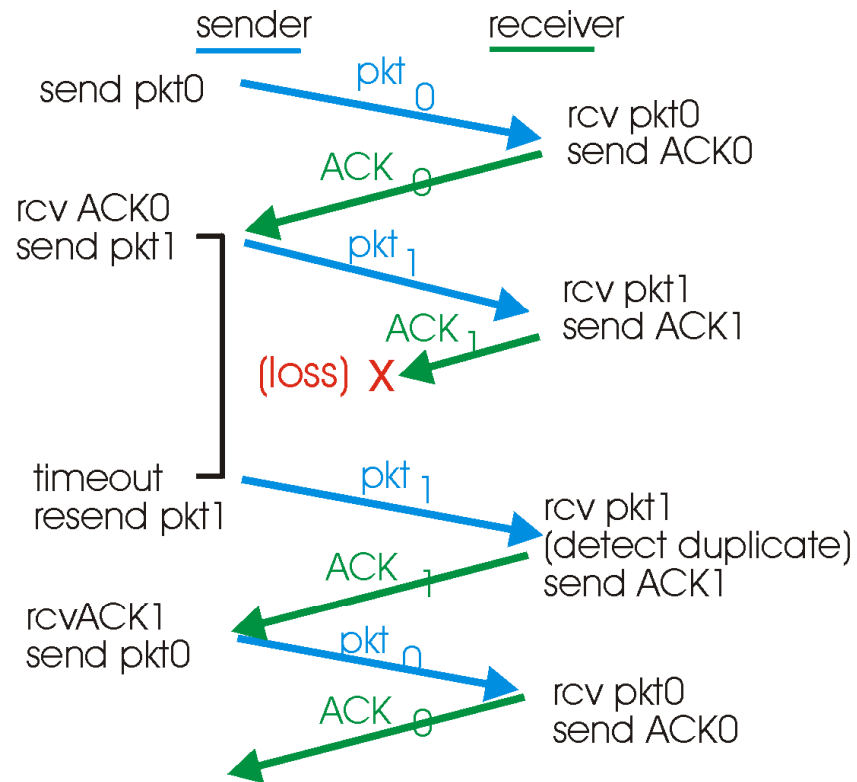 sender
receiver
send pkt0
pkt 0
rcv pkt0
send ACK0
ACK 0
rcv ACK0
send pkt1
pkt 1
rcv pkt1
send ACK1
ACK 1
(loss) X
timeout
resend pkt1
pkt 1
rcv pkt1
(detect duplicate)
send ACK1
ACK 1
rcvACK1
send pkt0
pkt 0
rcv pkt0
send ACK0
ACK 0